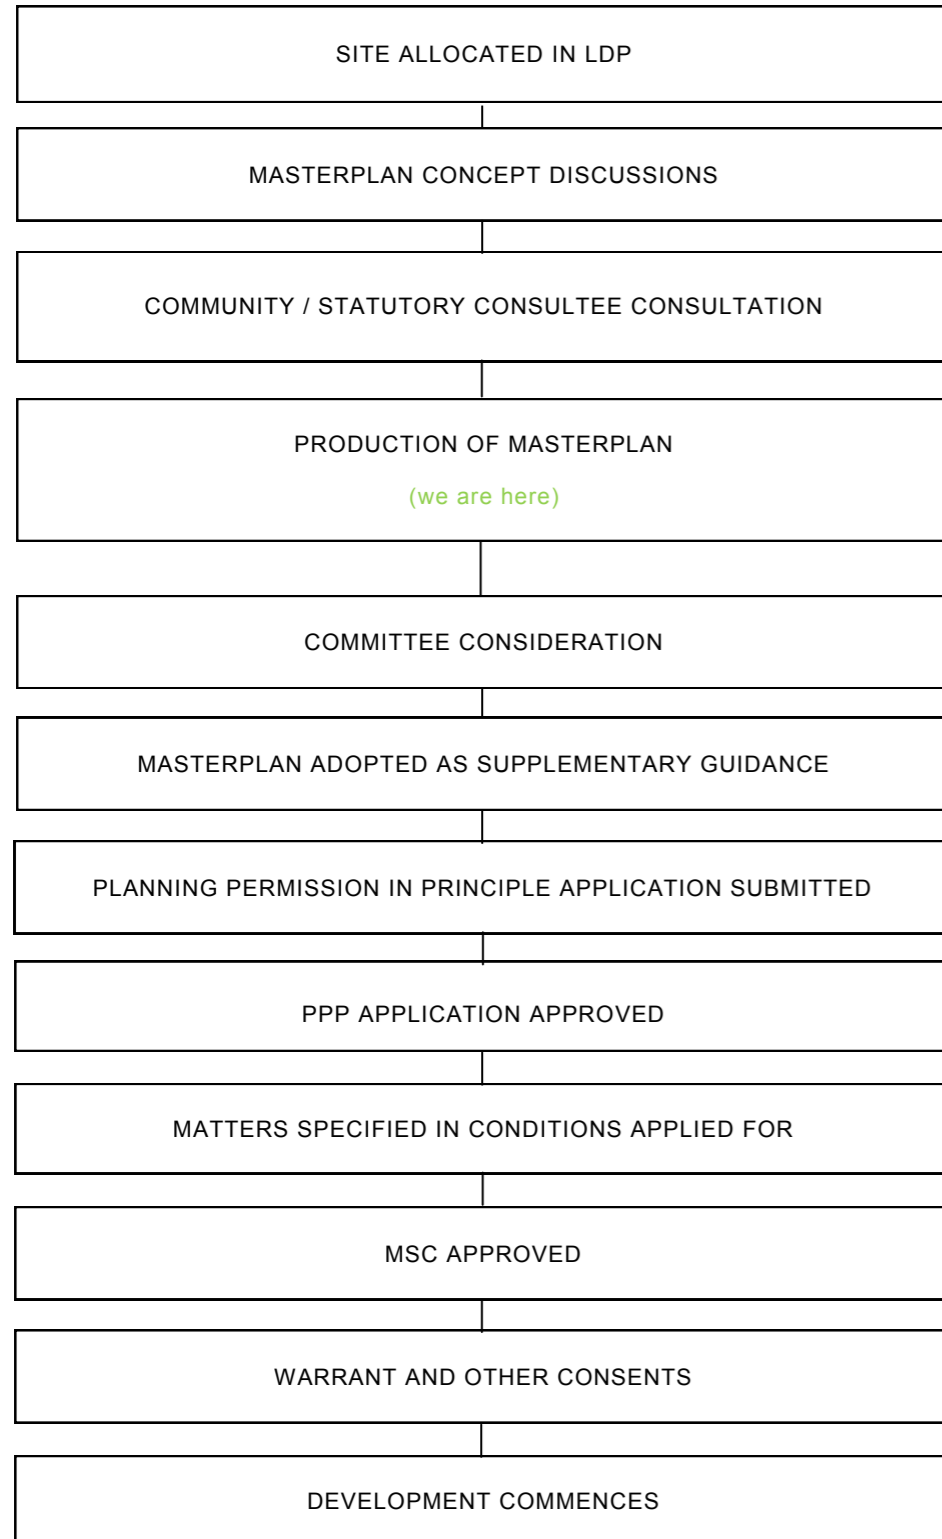 SITE ALLOCATED IN LDP
MASTERPLAN CONCEPT DISCUSSIONS
COMMUNITY / STATUTORY CONSULTEE CONSULTATION
PRODUCTION OF MASTERPLAN
(we are here)
COMMITTEE CONSIDERATION
MASTERPLAN ADOPTED AS SUPPLEMENTARY GUIDANCE
PLANNING PERMISSION IN PRINCIPLE APPLICATION SUBMITTED
PPP APPLICATION APPROVED
MATTERS SPECIFIED IN CONDITIONS APPLIED FOR
MSC APPROVED
WARRANT AND OTHER CONSENTS
DEVELOPMENT COMMENCES